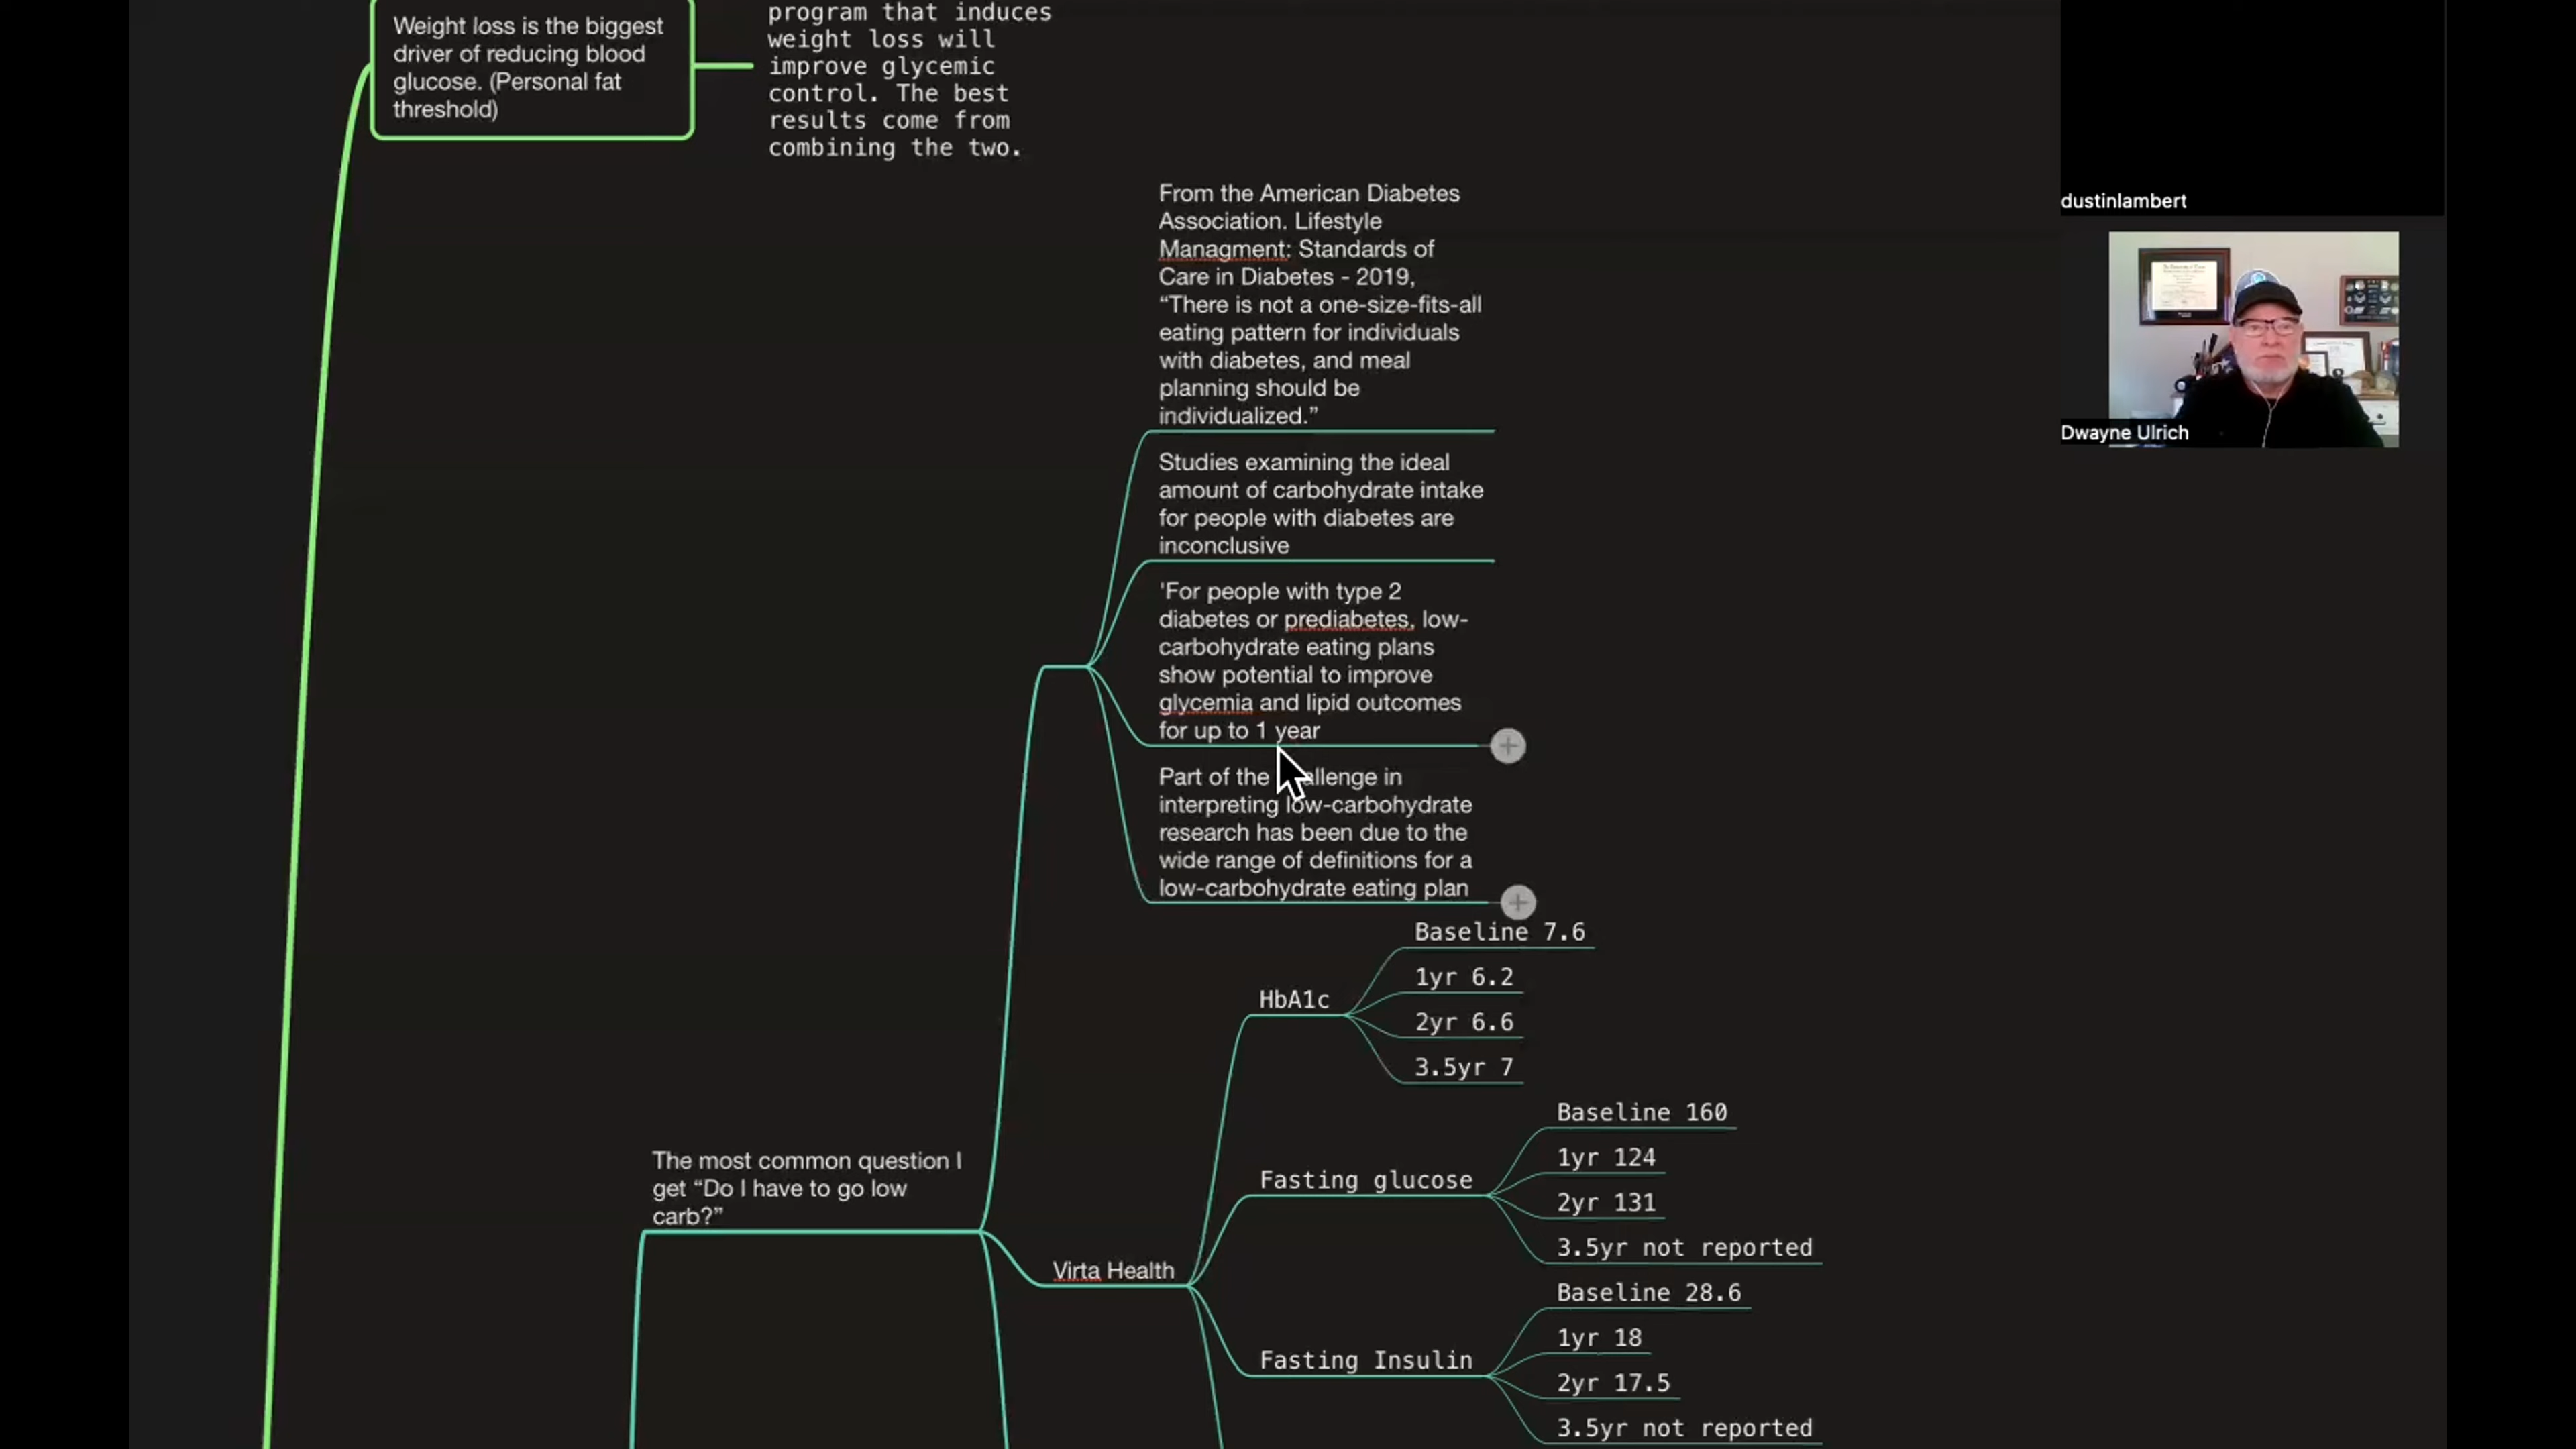 Weight loss is the biggest
driver of reducing blood
glucose. (Personal fat
threshold)
program that induces
weight loss will
improve glycemic
control. The best
results come from
combining the two.
From the American Diabetes
Association. Lifestyle
Managment: Standards of
Care in Diabetes - 2019,
“There is not a one-size-fits-all
eating pattern for individuals
with diabetes, and meal
planning should be
individualized.”
Studies examining the ideal
amount of carbohydrate intake
for people with diabetes are
inconclusive
'For people with type 2
diabetes or prediabetes, low-
carbohydrate eating plans
show potential to improve
glycemia and lipid outcomes
for up to 1 year
Part of the challenge in
interpreting low-carbohydrate
research has been due to the
wide range of definitions for a
low-carbohydrate eating plan
The most common question I
get “Do I have to go low
carb?”
Virta Health
HbA1c
Baseline 7.6
1yr 6.2
2yr 6.6
3.5yr 7
Fasting glucose
Baseline 160
1yr 124
2yr 131
3.5yr not reported
Fasting Insulin
Baseline 28.6
1yr 18
2yr 17.5
3.5yr not reported
dustinlambert
Dwayne Ulrich